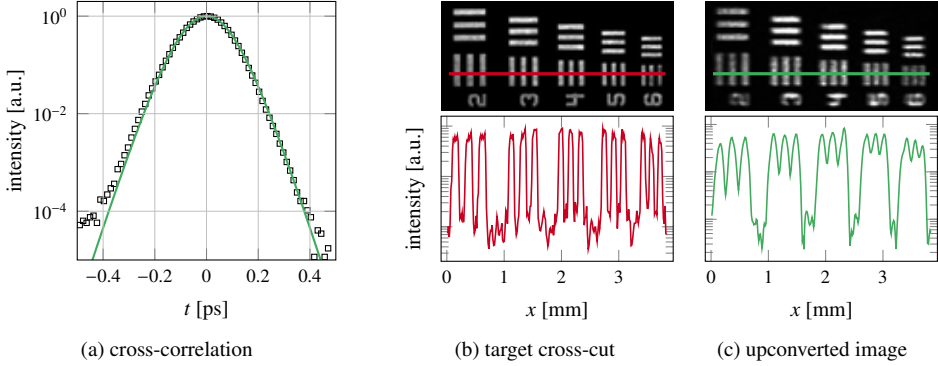 10^0
10^−2
10^−4
intensity [a.u.]
−0.4 −0.2 0 0.2 0.4
t [ps]
(a) cross-correlation
2 3 4 5 6
intensity [a.u.]
0 1 2 3
x [mm]
(b) target cross-cut
0 1 2 3
x [mm]
(c) upconverted image